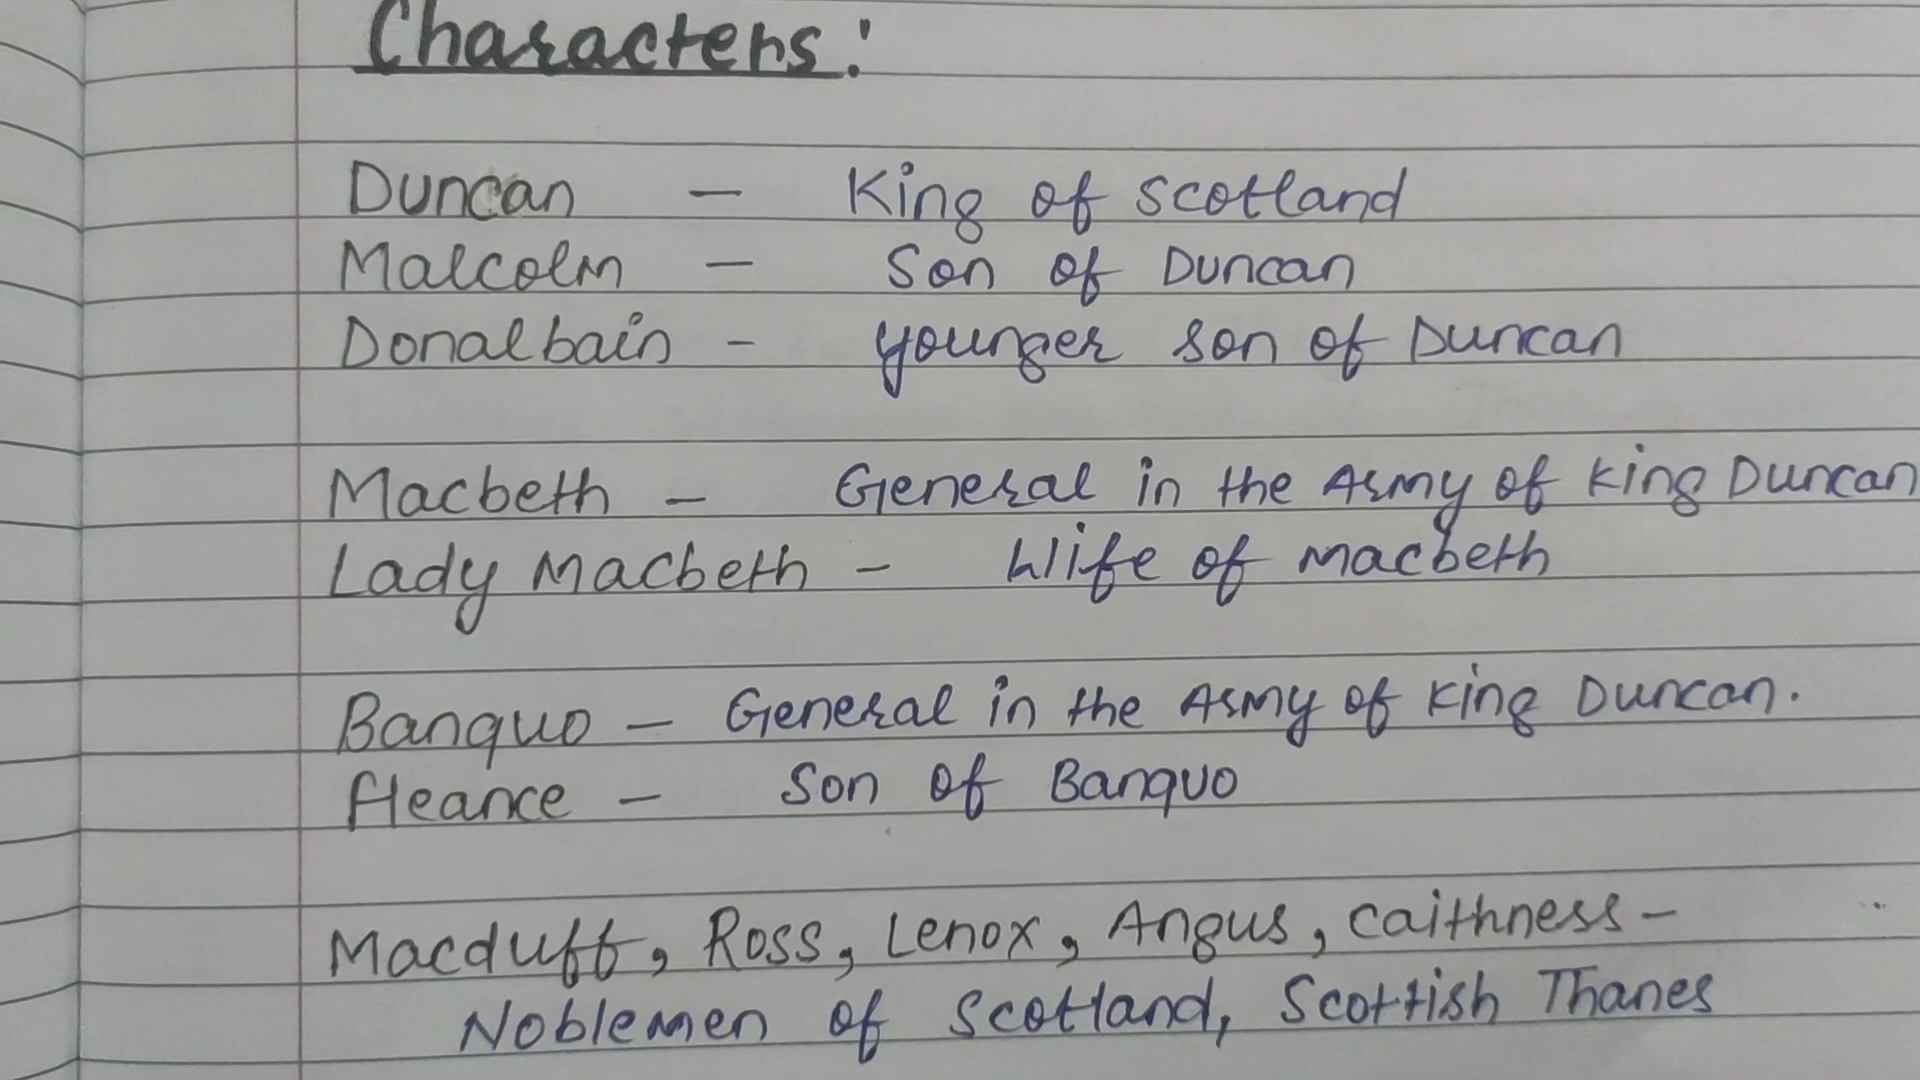 Characters:
Duncan - King of Scotland
Malcolm - Son of Duncan
Donalbain - younger son of Duncan
Macbeth - General in the Army of King Duncan
Lady Macbeth - Wife of Macbeth
Banquo - General in the Army of King Duncan.
fleance - Son of Banquo
Macduff, Ross, Lenox, Angus, Caithness -
Noblemen of Scotland, Scottish Thanes